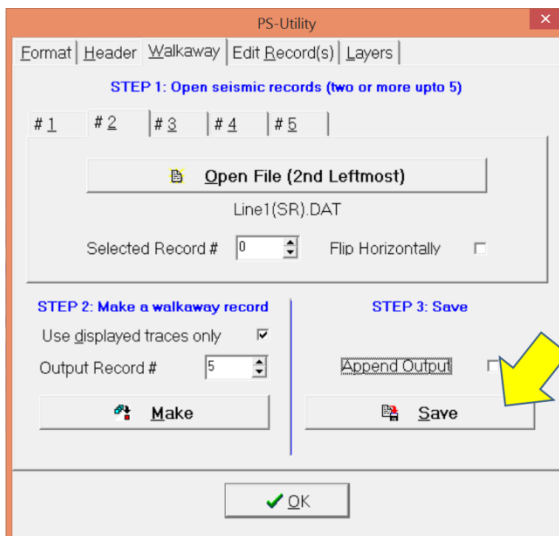 PS-Utility
Format Header Walkaway Edit Record(s) Layers
STEP 1: Open seismic records (two or more upto 5)
# 1 # 2 # 3 # 4 # 5
Open File (2nd Leftmost)
Line1(SR).DAT
Selected Record # 0 Flip Horizontally
STEP 2: Make a walkaway record
Use displayed traces only
Output Record # 5
Make
STEP 3: Save
Append Output
Save
OK